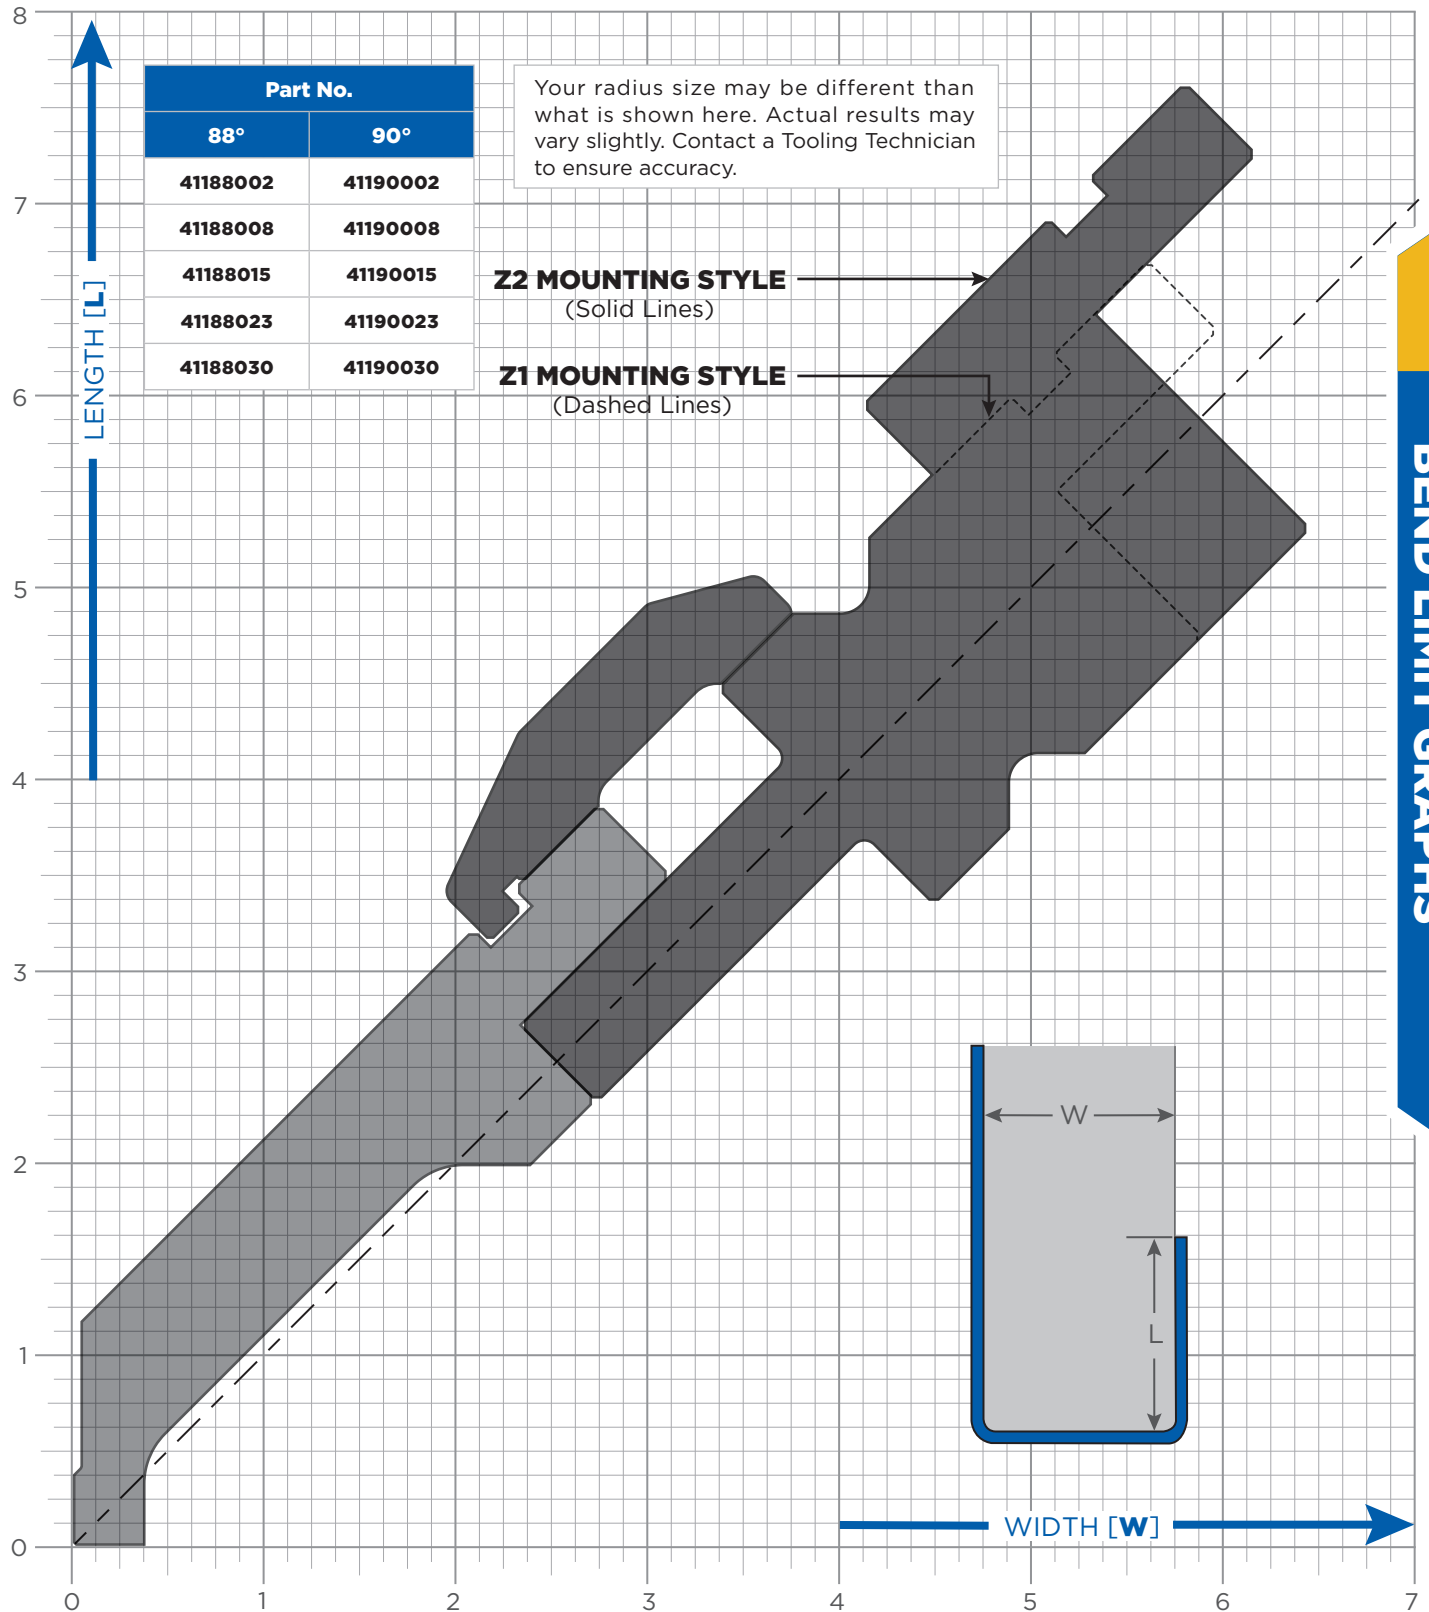 8
7
6
5
4
3
2
1
0
LENGTH [L]
Part No.
88° 90°
41188002 41190002
41188008 41190008
41188015 41190015
41188023 41190023
41188030 41190030
Your radius size may be different than
what is shown here. Actual results may
vary slightly. Contact a Tooling Technician
to ensure accuracy.
Z2 MOUNTING STYLE
(Solid Lines)
Z1 MOUNTING STYLE
(Dashed Lines)
BEND LIMIT GRAPHS
W
L
WIDTH [W]
0 1 2 3 4 5 6 7